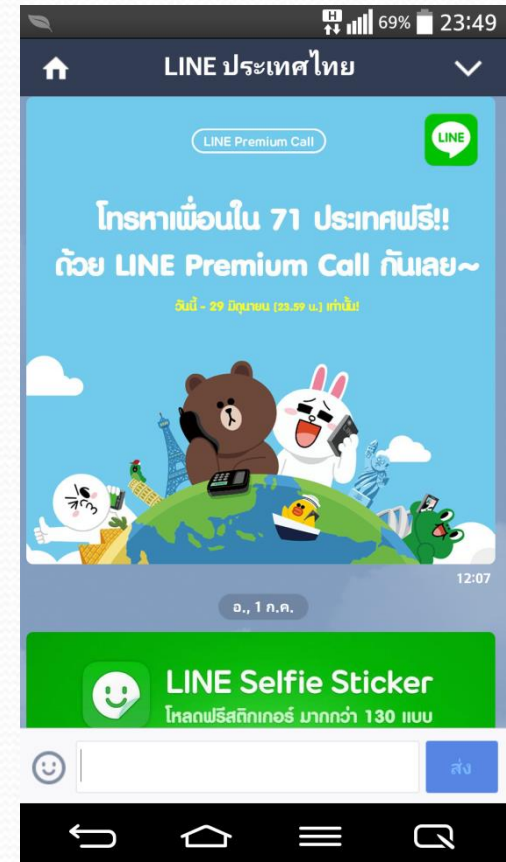 H
69%
23:49
LINE ประเทศไทย
LINE Premium Call
LINE
โทรหาเพื่อนใน 71 ประเทศฟรี!!
ด้วย LINE Premium Call กันเลย~
วันนี้ - 29 มิถุนายน [23.59 น.] เท่านั้น!
12:07
อ., 1 ก.ค.
LINE Selfie Sticker
โหลดฟรีสติกเกอร์ มากกว่า 130 แบบ
ส่ง